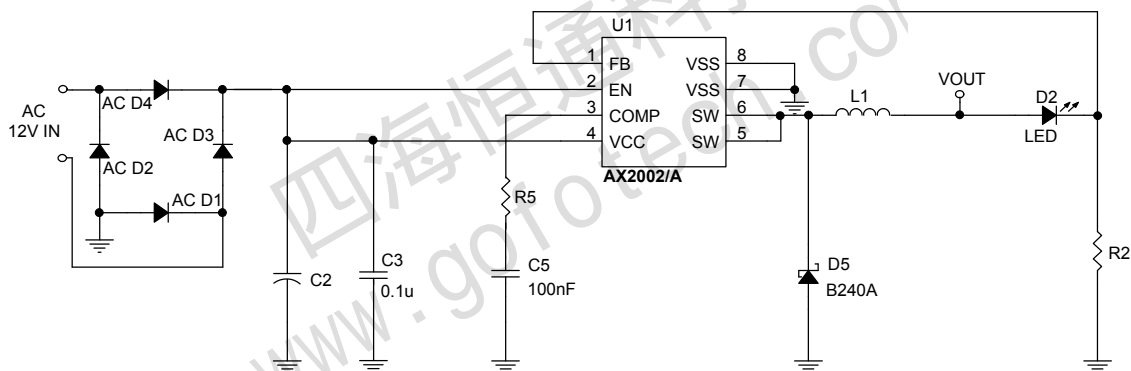 U1
1
FB
2
EN
3
COMP
4
VCC
VSS
8
VSS
7
SW
6
SW
5
AX2002/A
AC
12V IN
AC D4
AC D3
AC D2
AC D1
C2
C3
0.1u
R5
C5
100nF
L1
VOUT
D2
LED
D5
B240A
R2
四海恒通科
www.gofotech.com